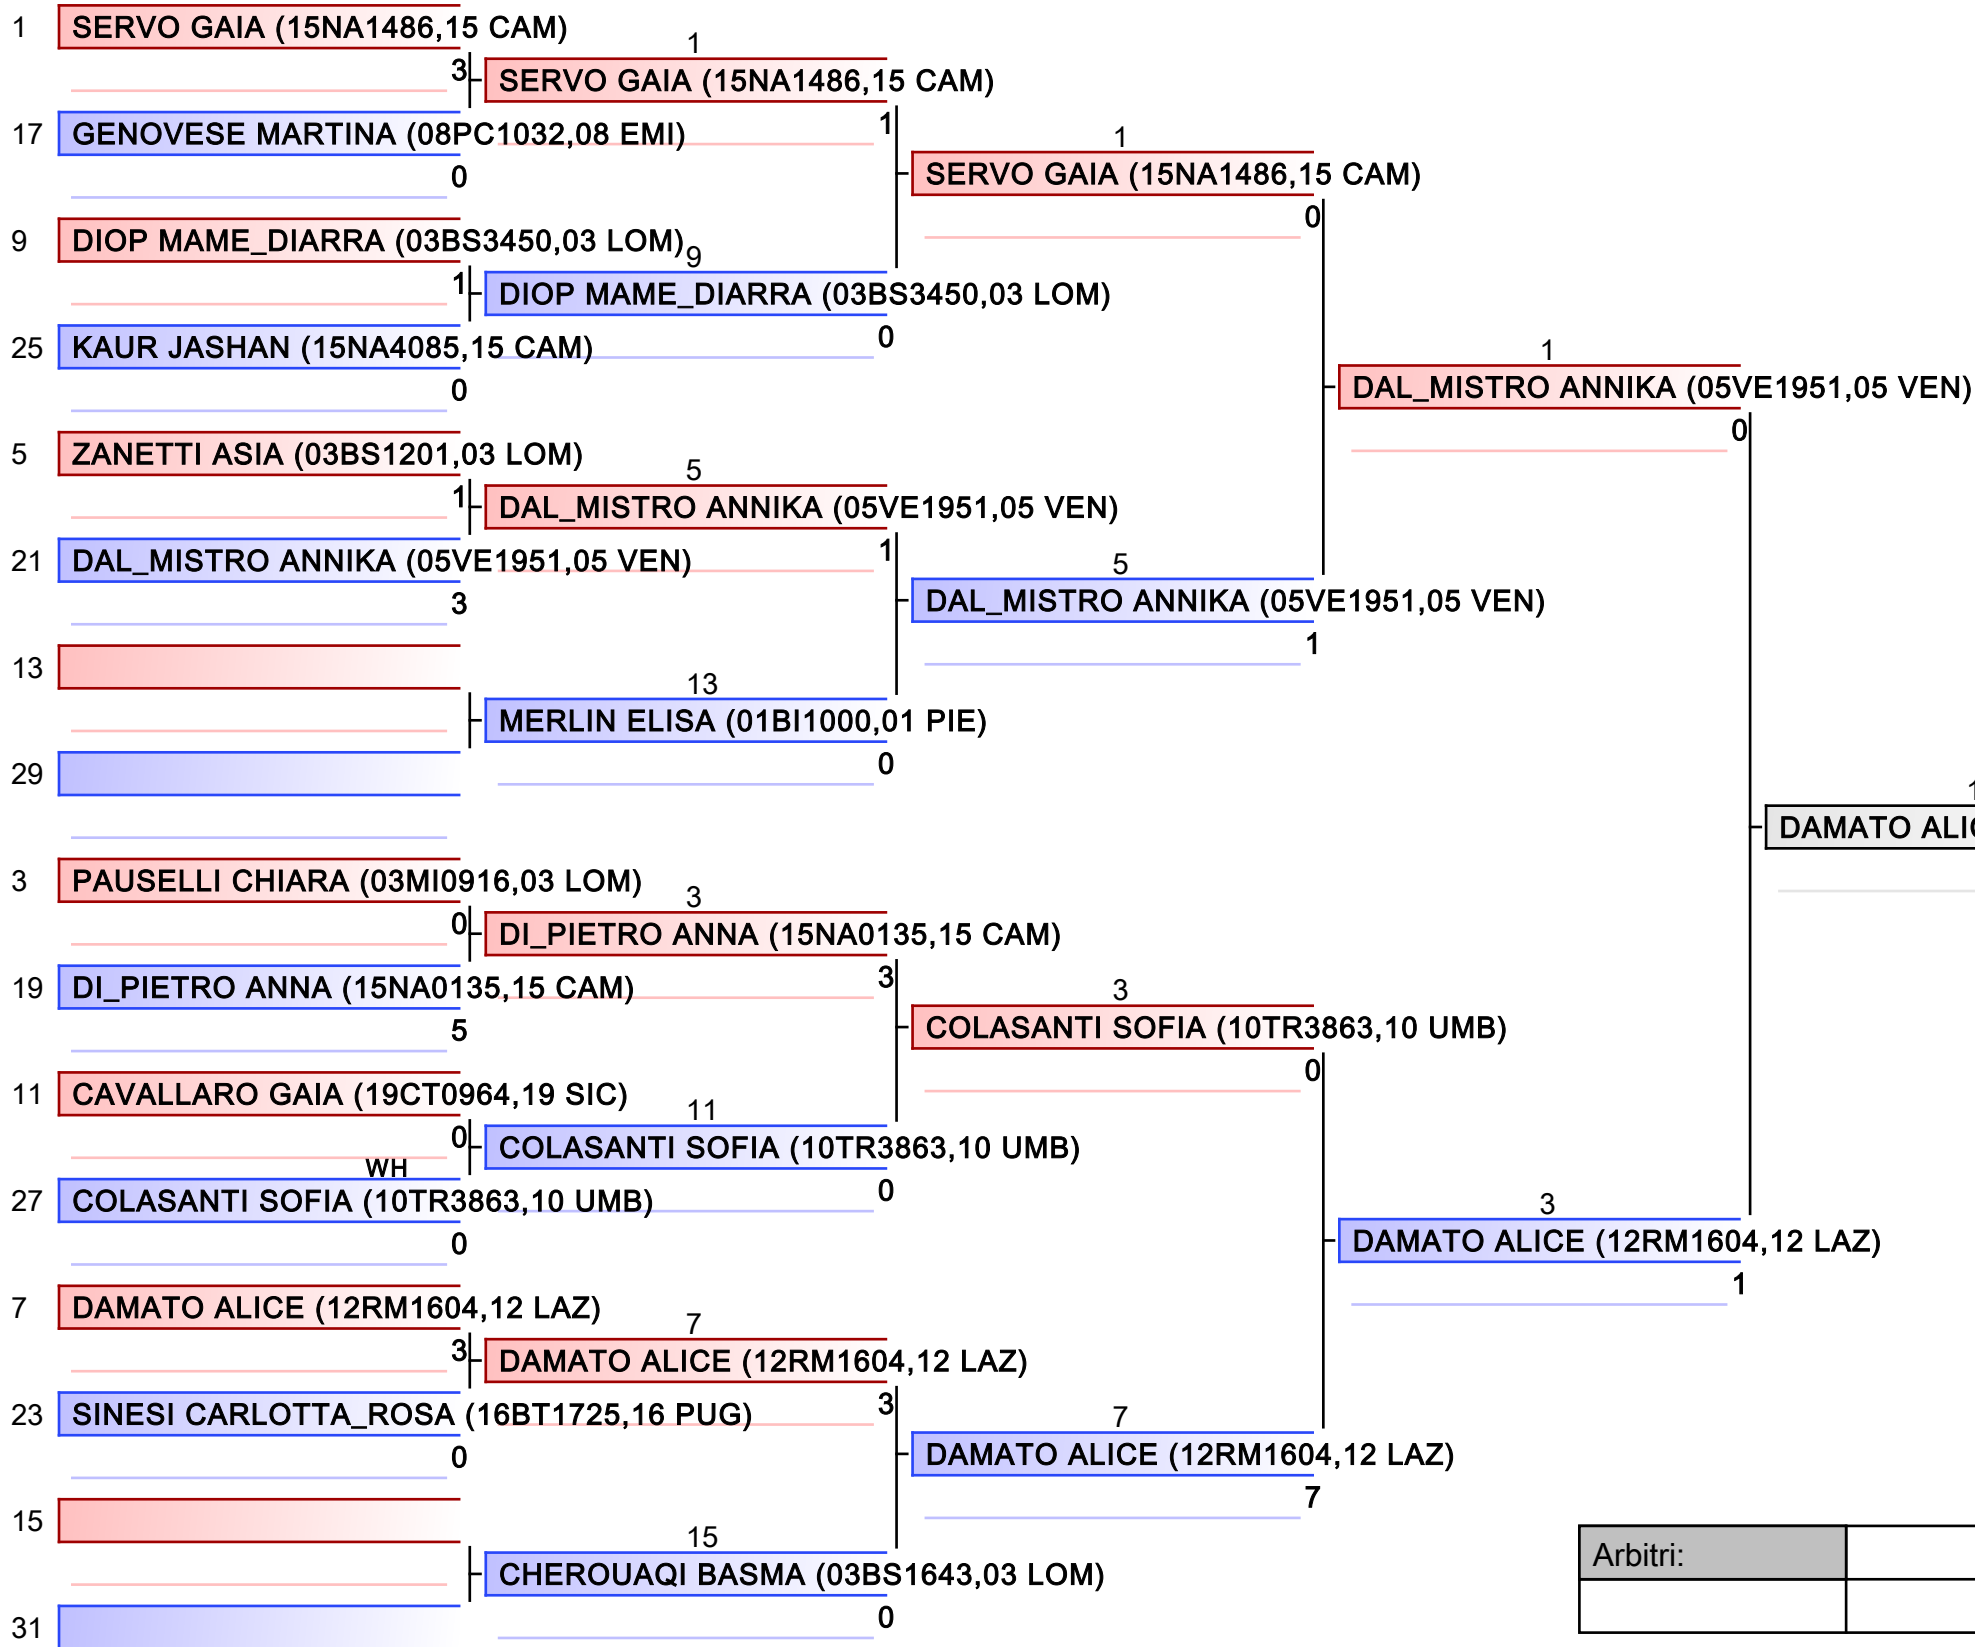 1 SERVO GAIA (15NA1486,15 CAM)
3
1
SERVO GAIA (15NA1486,15 CAM)
1
17 GENOVESE MARTINA (08PC1032,08 EMI)
0
1
SERVO GAIA (15NA1486,15 CAM)
0
9 DIOP MAME_DIARRA (03BS3450,03 LOM)
1
9
DIOP MAME_DIARRA (03BS3450,03 LOM)
0
25 KAUR JASHAN (15NA4085,15 CAM)
0
1
DAL_MISTRO ANNIKA (05VE1951,05 VEN)
0
5 ZANETTI ASIA (03BS1201,03 LOM)
1
5
DAL_MISTRO ANNIKA (05VE1951,05 VEN)
1
21 DAL_MISTRO ANNIKA (05VE1951,05 VEN)
3
5
DAL_MISTRO ANNIKA (05VE1951,05 VEN)
1
13
13
MERLIN ELISA (01BI1000,01 PIE)
0
29
DAMATO ALI
3 PAUSELLI CHIARA (03MI0916,03 LOM)
0
3
DI_PIETRO ANNA (15NA0135,15 CAM)
3
19 DI_PIETRO ANNA (15NA0135,15 CAM)
5
3
COLASANTI SOFIA (10TR3863,10 UMB)
0
11 CAVALLARO GAIA (19CT0964,19 SIC)
0
11
COLASANTI SOFIA (10TR3863,10 UMB)
0
WH
27 COLASANTI SOFIA (10TR3863,10 UMB)
0
3
DAMATO ALICE (12RM1604,12 LAZ)
1
7 DAMATO ALICE (12RM1604,12 LAZ)
3
7
DAMATO ALICE (12RM1604,12 LAZ)
3
23 SINESI CARLOTTA_ROSA (16BT1725,16 PUG)
0
7
DAMATO ALICE (12RM1604,12 LAZ)
7
15
15
CHEROUAQI BASMA (03BS1643,03 LOM)
0
31
Arbitri: